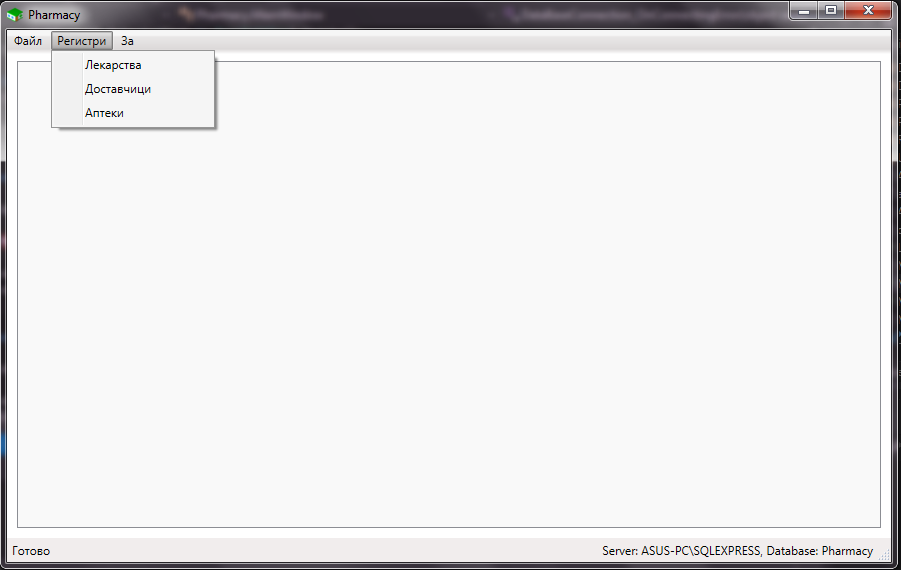 Pharmacy
Файл Регистри За
Лекарства
Доставчици
Аптеки
Готово
Server: ASUS-PC\SQLEXPRESS, Database: Pharmacy